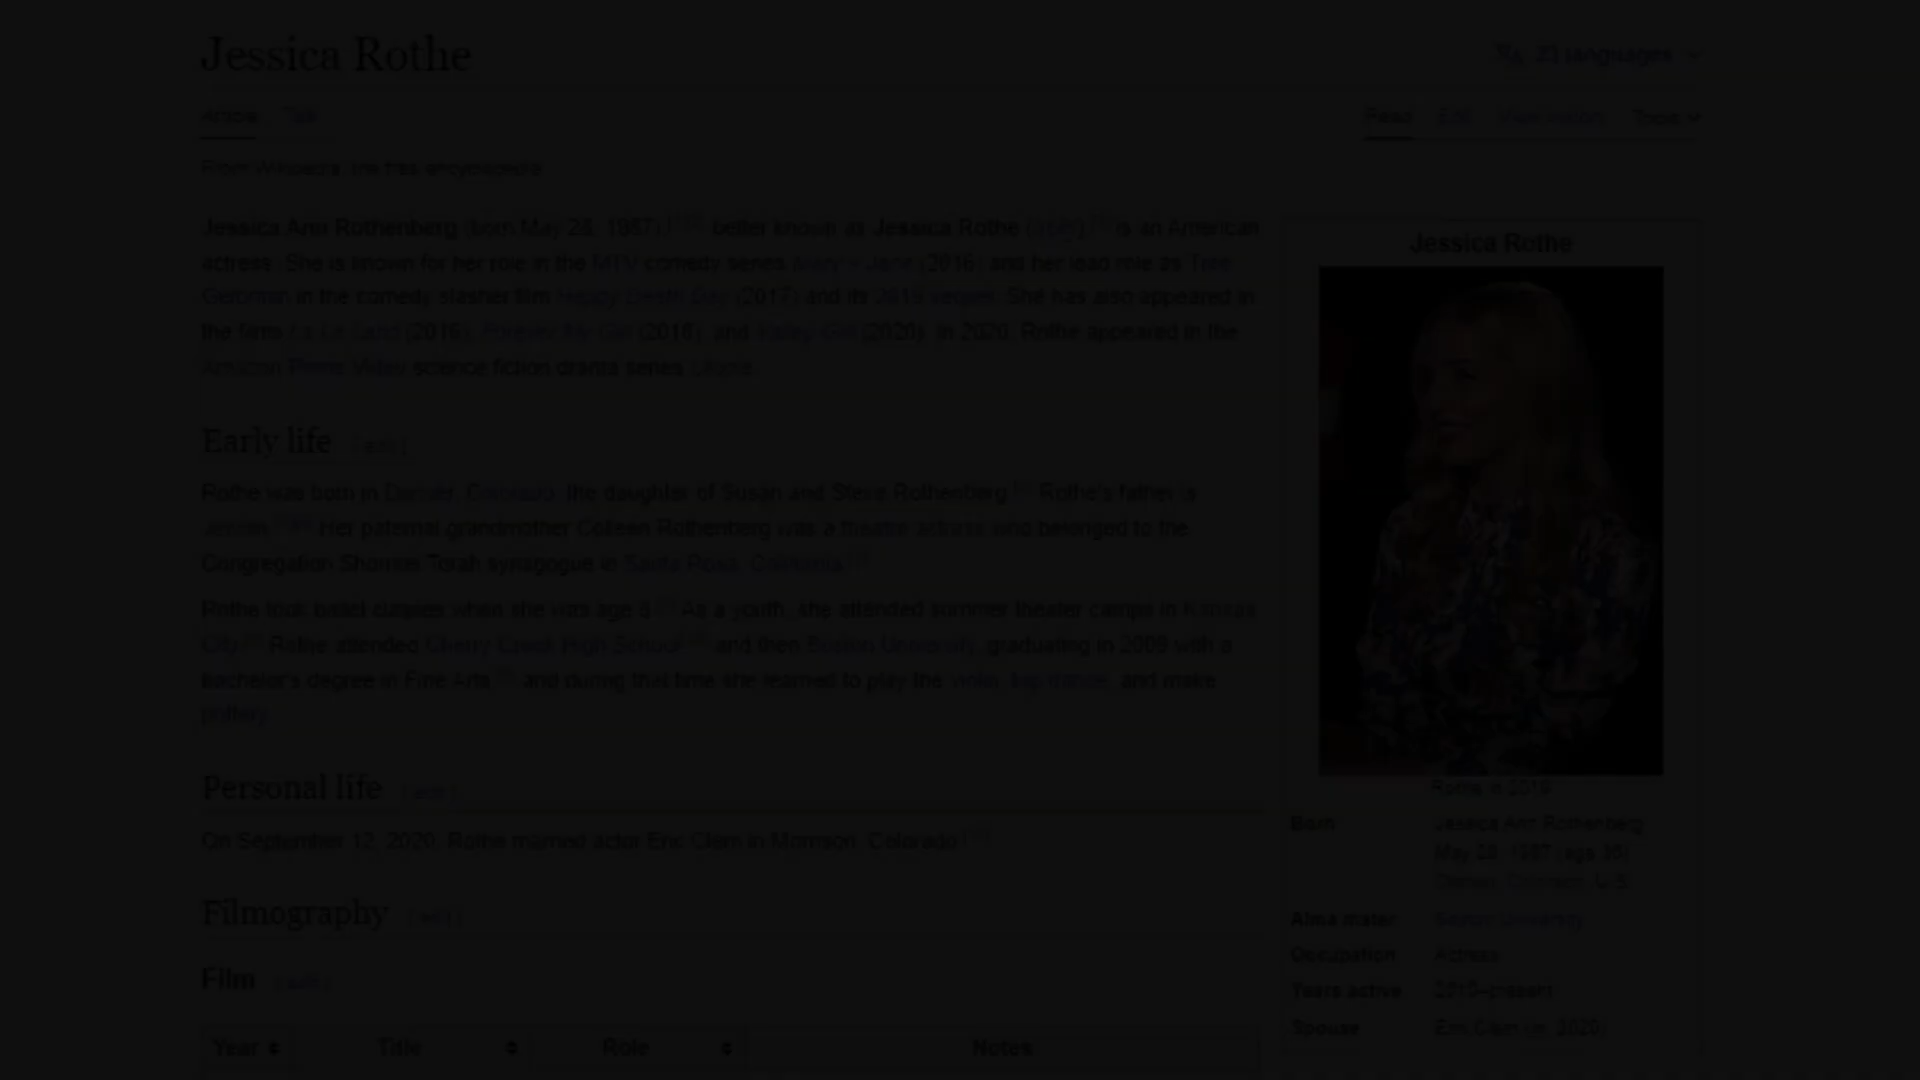 Jessica Rothe
23 languages
Article Talk
Read Edit View history Tools
From Wikipedia, the free encyclopedia
Jessica Ann Rothenberg (born May 28, 1987), better known as Jessica Rothe is an American
actress. She is known for her role in the MTV comedy series Mary + Jane (2016) and her lead role as Tree
Gelbman in the comedy slasher film Happy Death Day (2017) and its 2019 sequel. She has also appeared in
the films La La Land (2016), Forever My Girl (2018), and Valley Girl (2020). In 2020, Rothe appeared in the
Amazon Prime Video science fiction drama series Utopia.
Early life [edit]
Rothe was born in Denver, Colorado, the daughter of Susan and Steve Rothenberg. Rothe's father is
Jewish. Her paternal grandmother Colleen Rothenberg was a theatre actress who belonged to the
Congregation Shomrei Torah synagogue in Santa Rosa, California.
Rothe took ballet classes when she was age 8. As a youth, she attended summer theater camps in Kansas
City. Rothe attended Cherry Creek High School and then Boston University, graduating in 2009 with a
bachelor's degree in Fine Arts, and during that time she learned to play the violin, tap dance, and make
pottery.
Personal life [edit]
On September 12, 2020, Rothe married actor Eric Clem in Morrison, Colorado.
Filmography [edit]
Film [edit]
Year Title Role Notes
Jessica Rothe
Rothe in 2019
Born Jessica Ann Rothenberg
May 28, 1987 (age 35)
Denver, Colorado, U.S.
Alma mater Boston University
Occupation Actress
Years active 2010–present
Spouse Eric Clem (m. 2020)